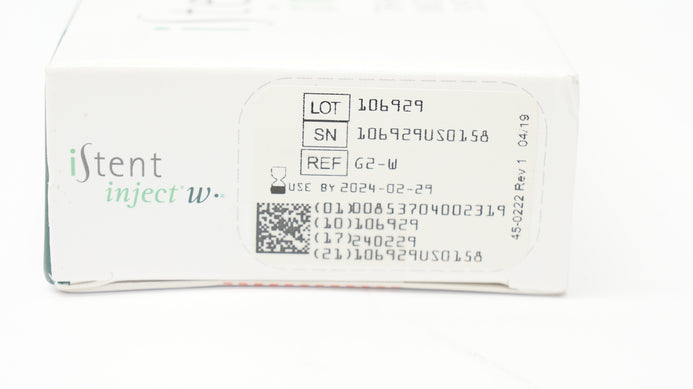 iStent
inject® W
LOT 106929
SN 106929US0158
REF G2-W
USE BY 2024-02-29
(01)00853704002319
(10)106929
(17)240229
(21)106929US0158
45-0222 Rev 1 04/19